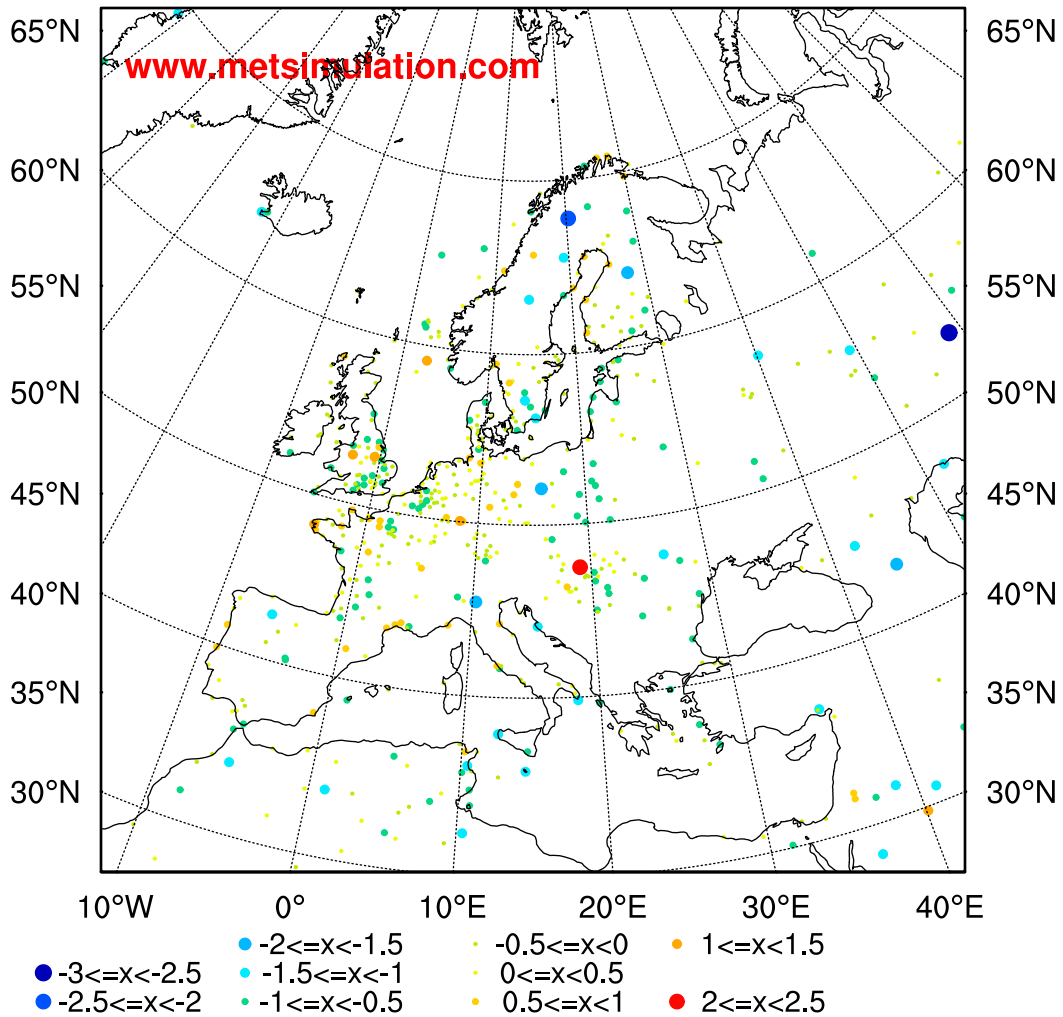 65°N 65°N
www.metsimulation.com
60°N 60°N
55°N 55°N
50°N 50°N
45°N 45°N
40°N 40°N
35°N 35°N
30°N 30°N
10°W 0° 10°E 20°E 30°E 40°E
-2<=x<-1.5 -0.5<=x<0 1<=x<1.5
-3<=x<-2.5 -1.5<=x<-1 0<=x<0.5
-2.5<=x<-2 -1<=x<-0.5 0.5<=x<1 2<=x<2.5